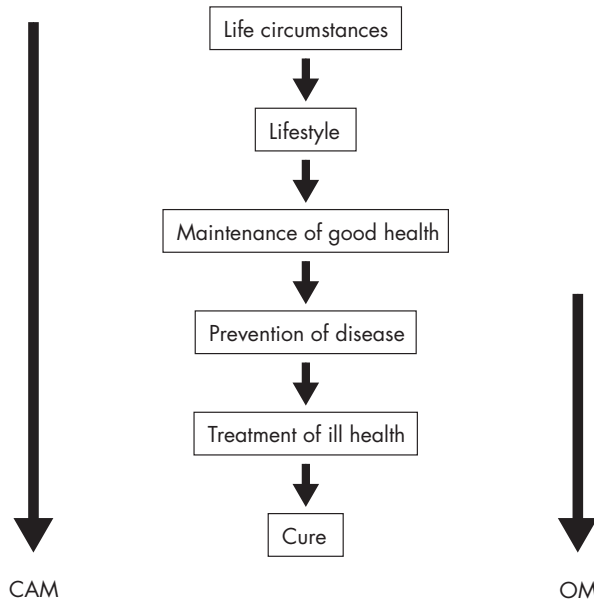 Life circumstances
Lifestyle
Maintenance of good health
Prevention of disease
Treatment of ill health
Cure
CAM
OM